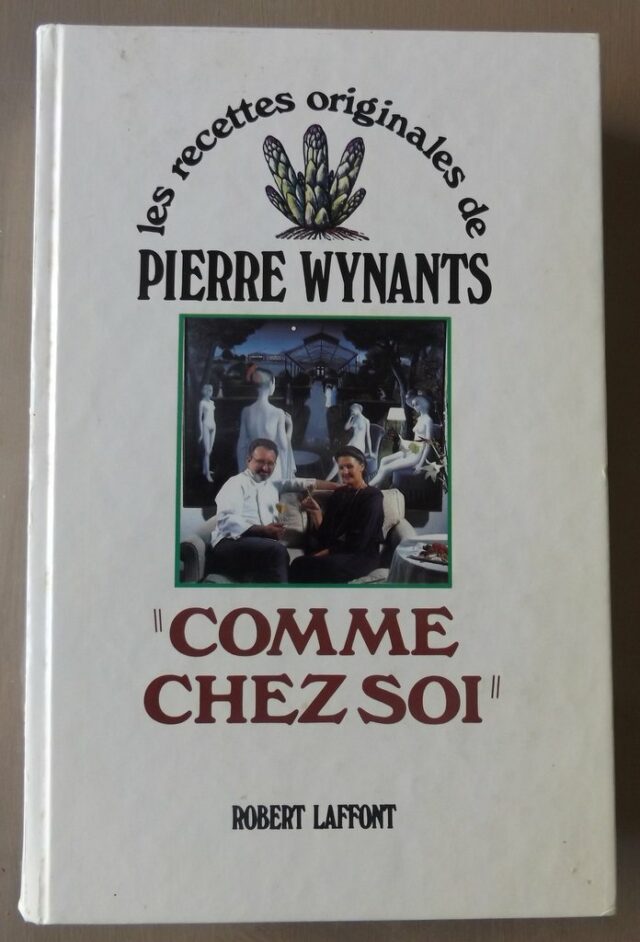 les recettes originales de
PIERRE WYNANTS
"COMME
CHEZ SOI"
ROBERT LAFFONT